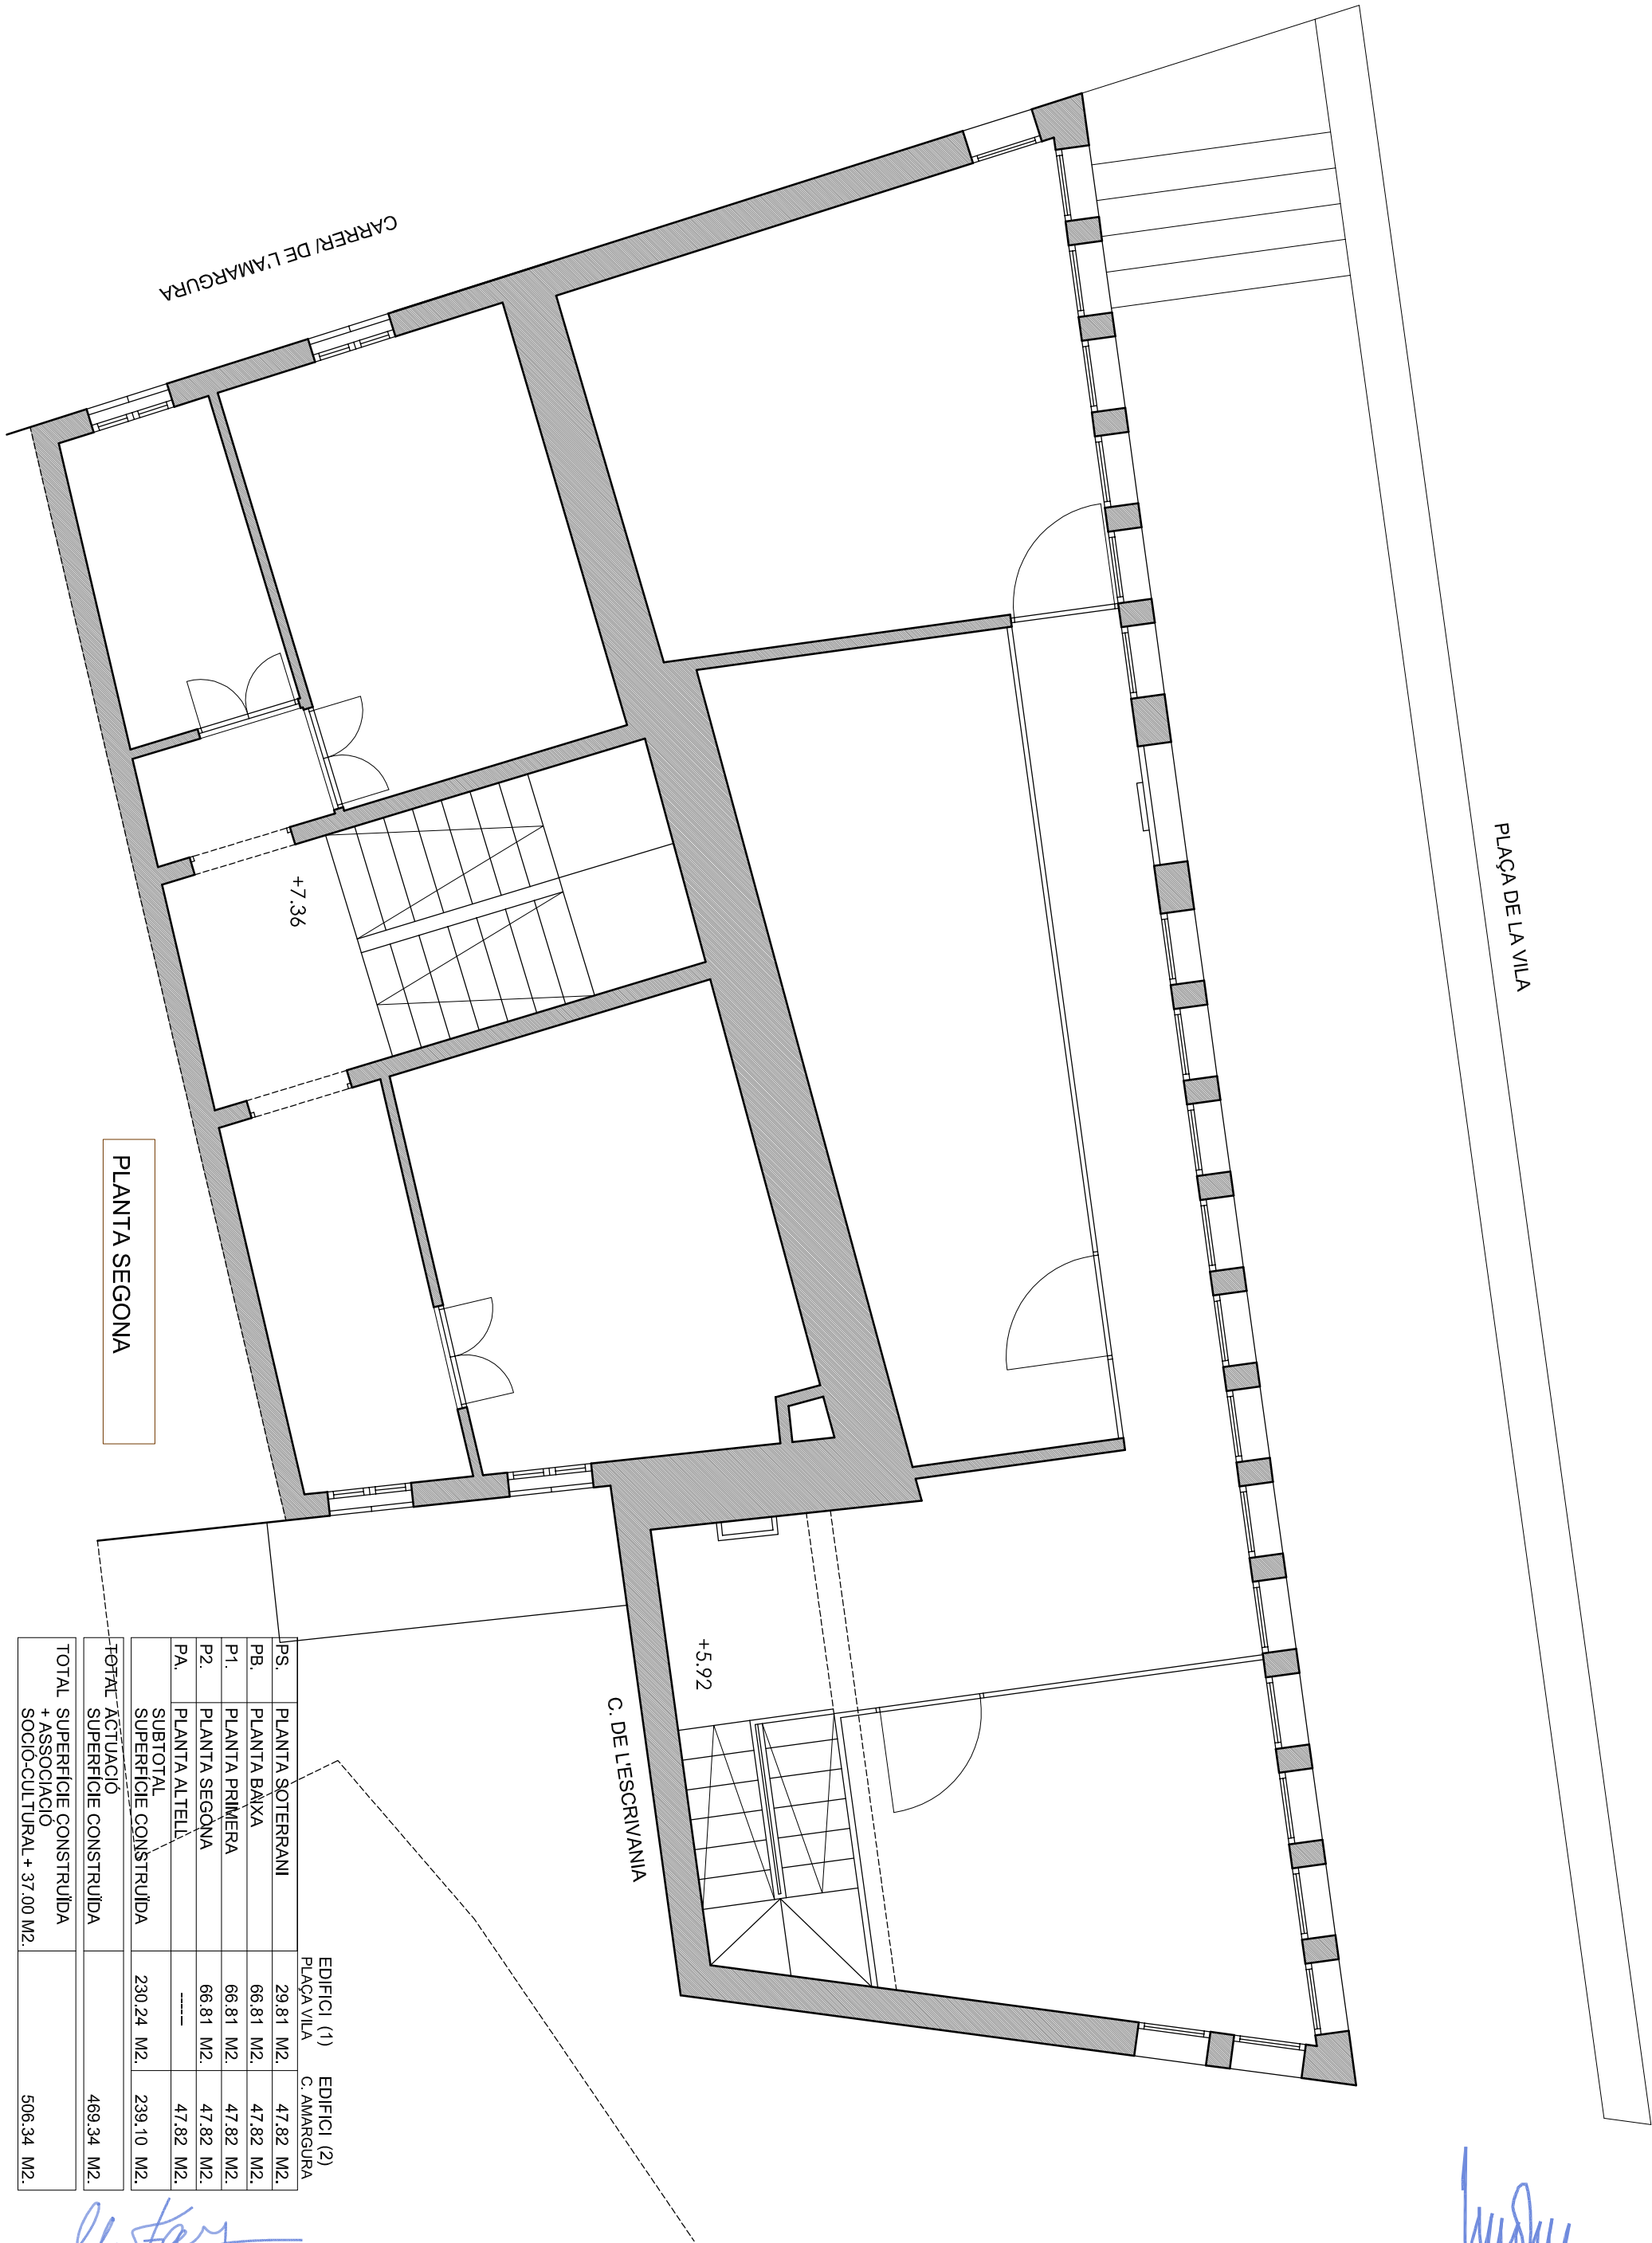 PLAÇA DE LA VILA
CARRER/ DE L'AMARGURA
+7.36
+5.92
C. DE L'ESCRIVANIA
PLANTA SEGONA
EDIFICI (1) EDIFICI (2)
PLAÇA VILA C. AMARGURA
PS. PLANTA SOTERRANI 29.81 M2. 47.82 M2.
PB. PLANTA BAIXA 66.81 M2. 47.82 M2.
P1. PLANTA PRIMERA 66.81 M2. 47.82 M2.
P2. PLANTA SEGONA 66.81 M2. 47.82 M2.
PA. PLANTA ALTELL ------ 47.82 M2.
SUBTOTAL
SUPERFÍCIE CONSTRUÏDA 230.24 M2. 239.10 M2.
TOTAL ACTUACIÓ
SUPERFÍCIE CONSTRUÏDA 469.34 M2.
TOTAL SUPERFÍCIE CONSTRUÏDA
+ ASSOCIACIÓ
SOCIÓ-CULTURAL + 37.00 M2. 506.34 M2.